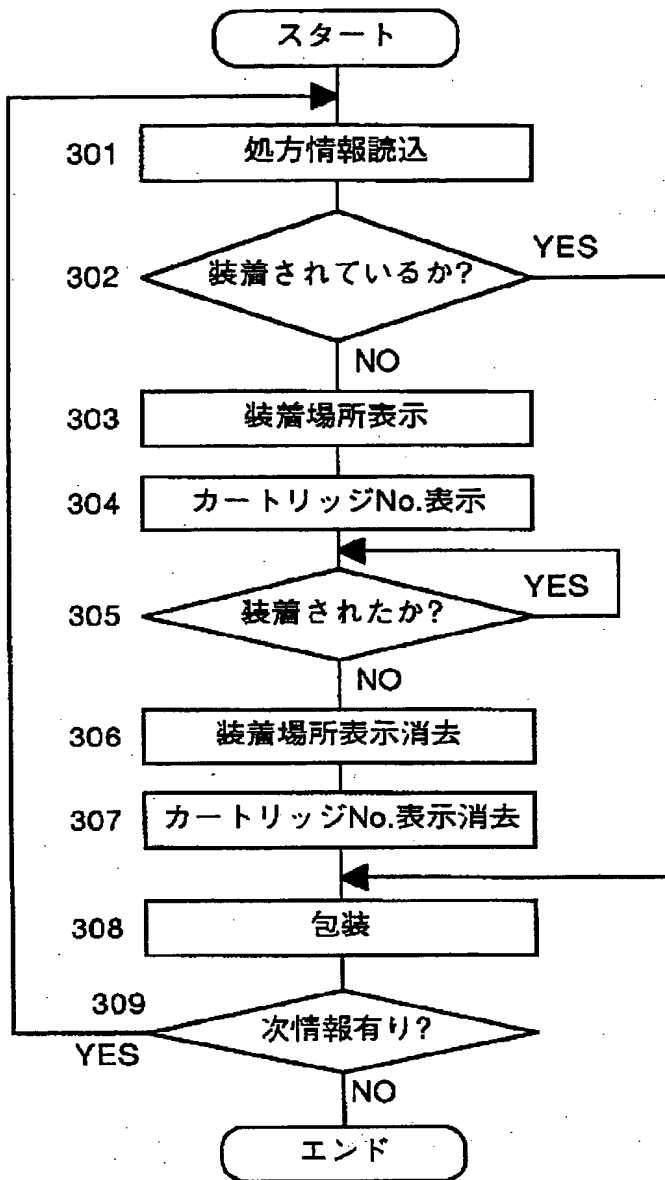 スタート
301 処方情報読込
302 装着されているか? YES
NO
303 装着場所表示
304 カートリッジNo.表示
305 装着されたか? YES
NO
306 装着場所表示消去
307 カートリッジNo.表示消去
308 包装
309
次情報有り?
YES
NO
エンド